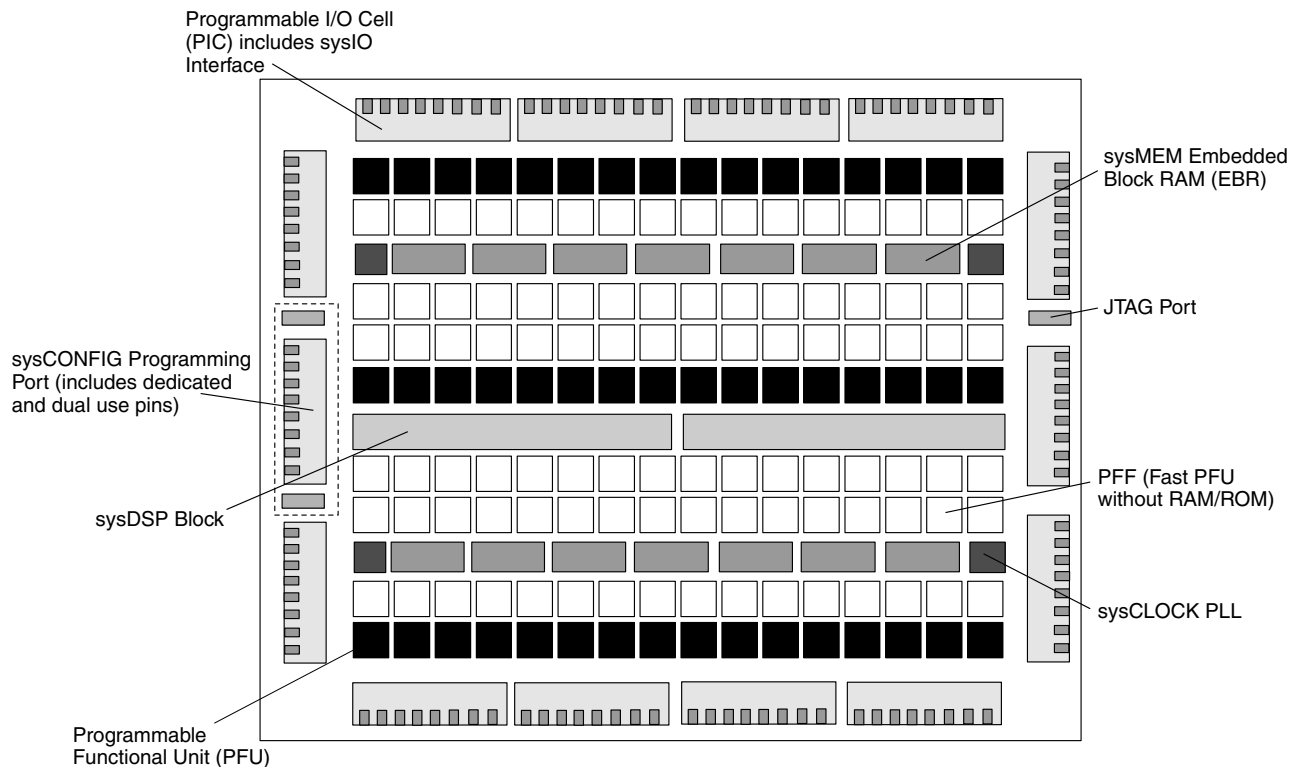 Programmable I/O Cell
(PIC) includes sysIO
Interface
sysMEM Embedded
Block RAM (EBR)
JTAG Port
sysCONFIG Programming
Port (includes dedicated
and dual use pins)
PFF (Fast PFU
without RAM/ROM)
sysDSP Block
sysCLOCK PLL
Programmable
Functional Unit (PFU)